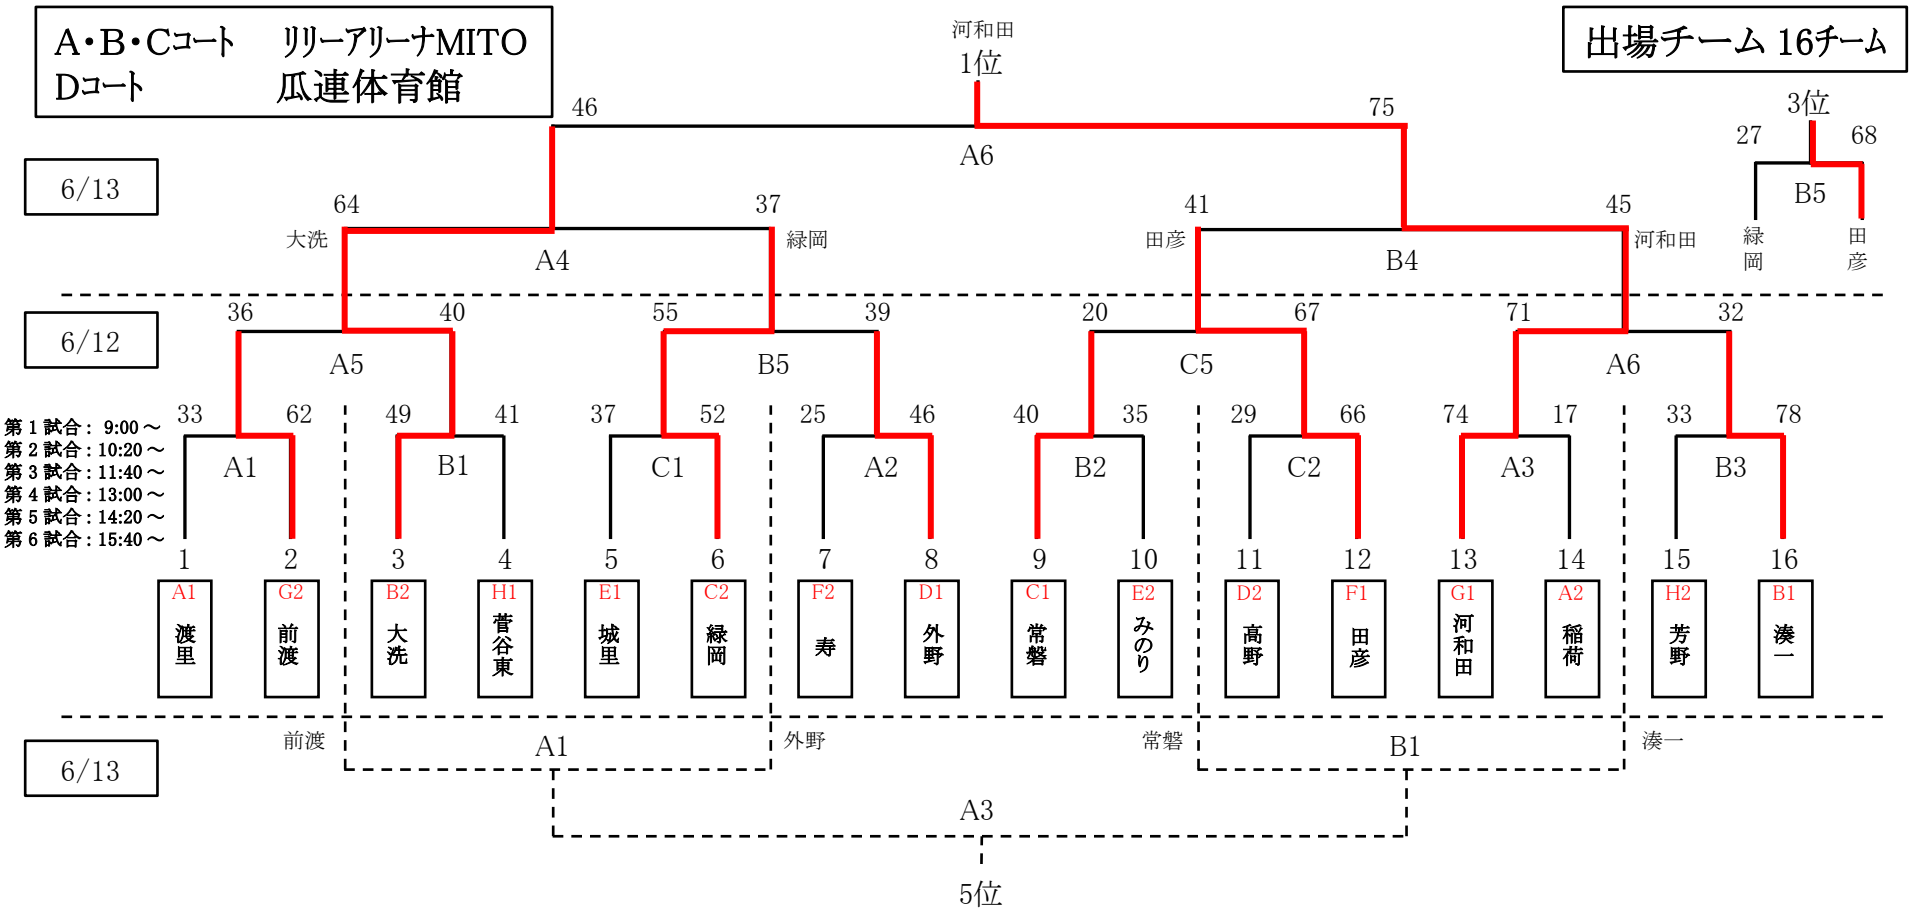 A・B・Cコート リリーアリーナMITO
Dコート 瓜連体育館
出場チーム 16チーム
河和田
1位
46 75
A6
3位
27 68
B5
緑岡 田彦
6/13
64 37 41 45
大洗 緑岡 田彦 河和田
A4 B4
6/12
36 40 55 39 20 67 71 32
A5 B5 C5 A6
33 62 49 41 37 52 25 46 40 35 29 66 74 17 33 78
A1 B1 C1 A2 B2 C2 A3 B3
第1試合: 9:00～
第2試合: 10:20～
第3試合: 11:40～
第4試合: 13:00～
第5試合: 14:20～
第6試合: 15:40～
1 2 3 4 5 6 7 8 9 10 11 12 13 14 15 16
A1 G2 B2 H1 E1 C2 F2 D1 C1 E2 D2 F1 G1 A2 H2 B1
渡里 前渡 大洗 菅谷東 城里 緑岡 寿 外野 常磐 みのり 高野 田彦 河和田 稲荷 芳野 湊一
6/13
前渡 A1 外野 常磐 B1 湊一
A3
5位